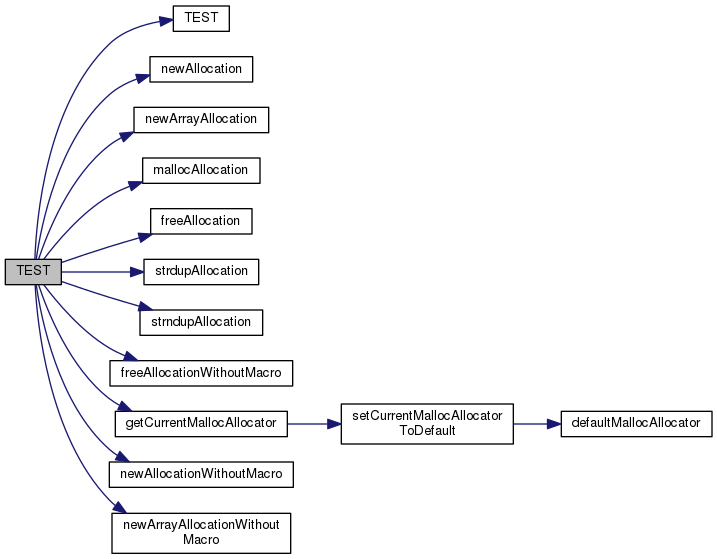 TEST
newAllocation
newArrayAllocation
mallocAllocation
freeAllocation
TEST
strdupAllocation
strndupAllocation
freeAllocationWithoutMacro
getCurrentMallocAllocator
setCurrentMallocAllocator
ToDefault
defaultMallocAllocator
newAllocationWithoutMacro
newArrayAllocationWithout
Macro